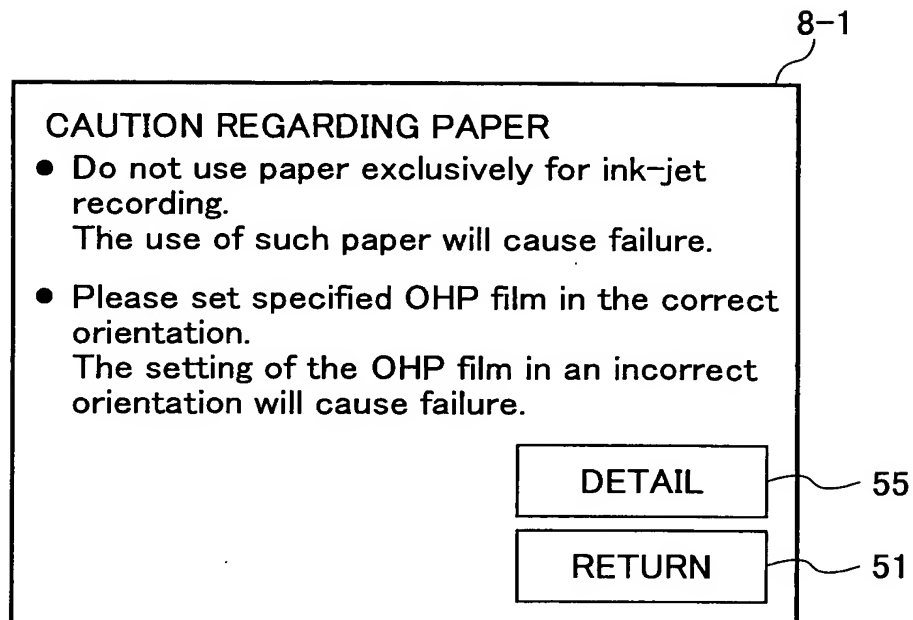 8-1
CAUTION REGARDING PAPER
● Do not use paper exclusively for ink-jet
recording.
The use of such paper will cause failure.
● Please set specified OHP film in the correct
orientation.
The setting of the OHP film in an incorrect
orientation will cause failure.
DETAIL 55
RETURN 51